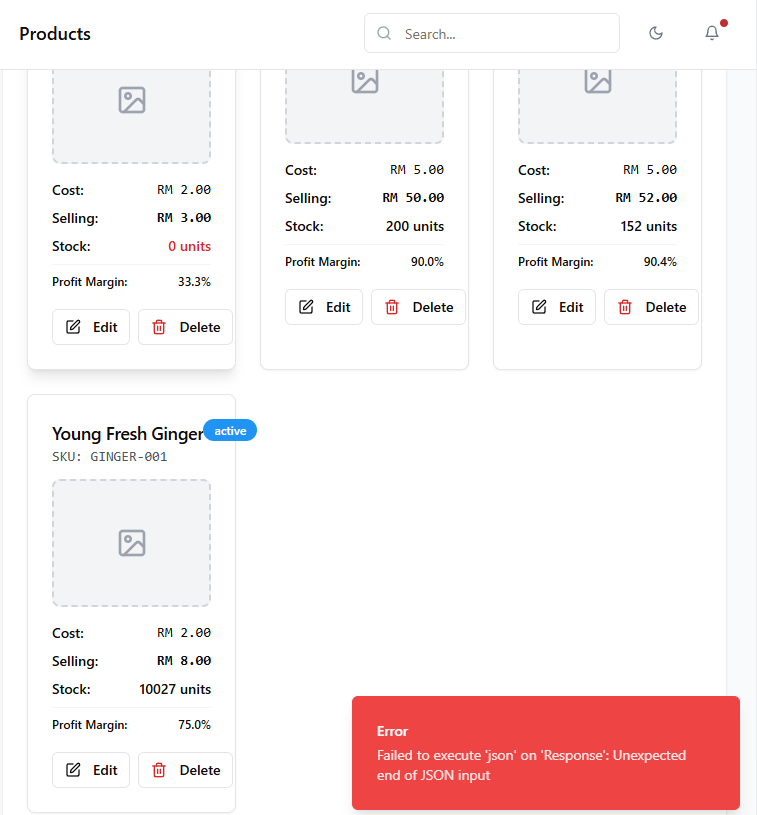 Products
Search...
Cost: RM 2.00
Selling: RM 3.00
Stock: 0 units
Profit Margin: 33.3%
Edit Delete
Cost: RM 5.00
Selling: RM 50.00
Stock: 200 units
Profit Margin: 90.0%
Edit Delete
Cost: RM 5.00
Selling: RM 52.00
Stock: 152 units
Profit Margin: 90.4%
Edit Delete
Young Fresh Ginger active
SKU: GINGER-001
Cost: RM 2.00
Selling: RM 8.00
Stock: 10027 units
Profit Margin: 75.0%
Edit Delete
Error
Failed to execute 'json' on 'Response': Unexpected
end of JSON input